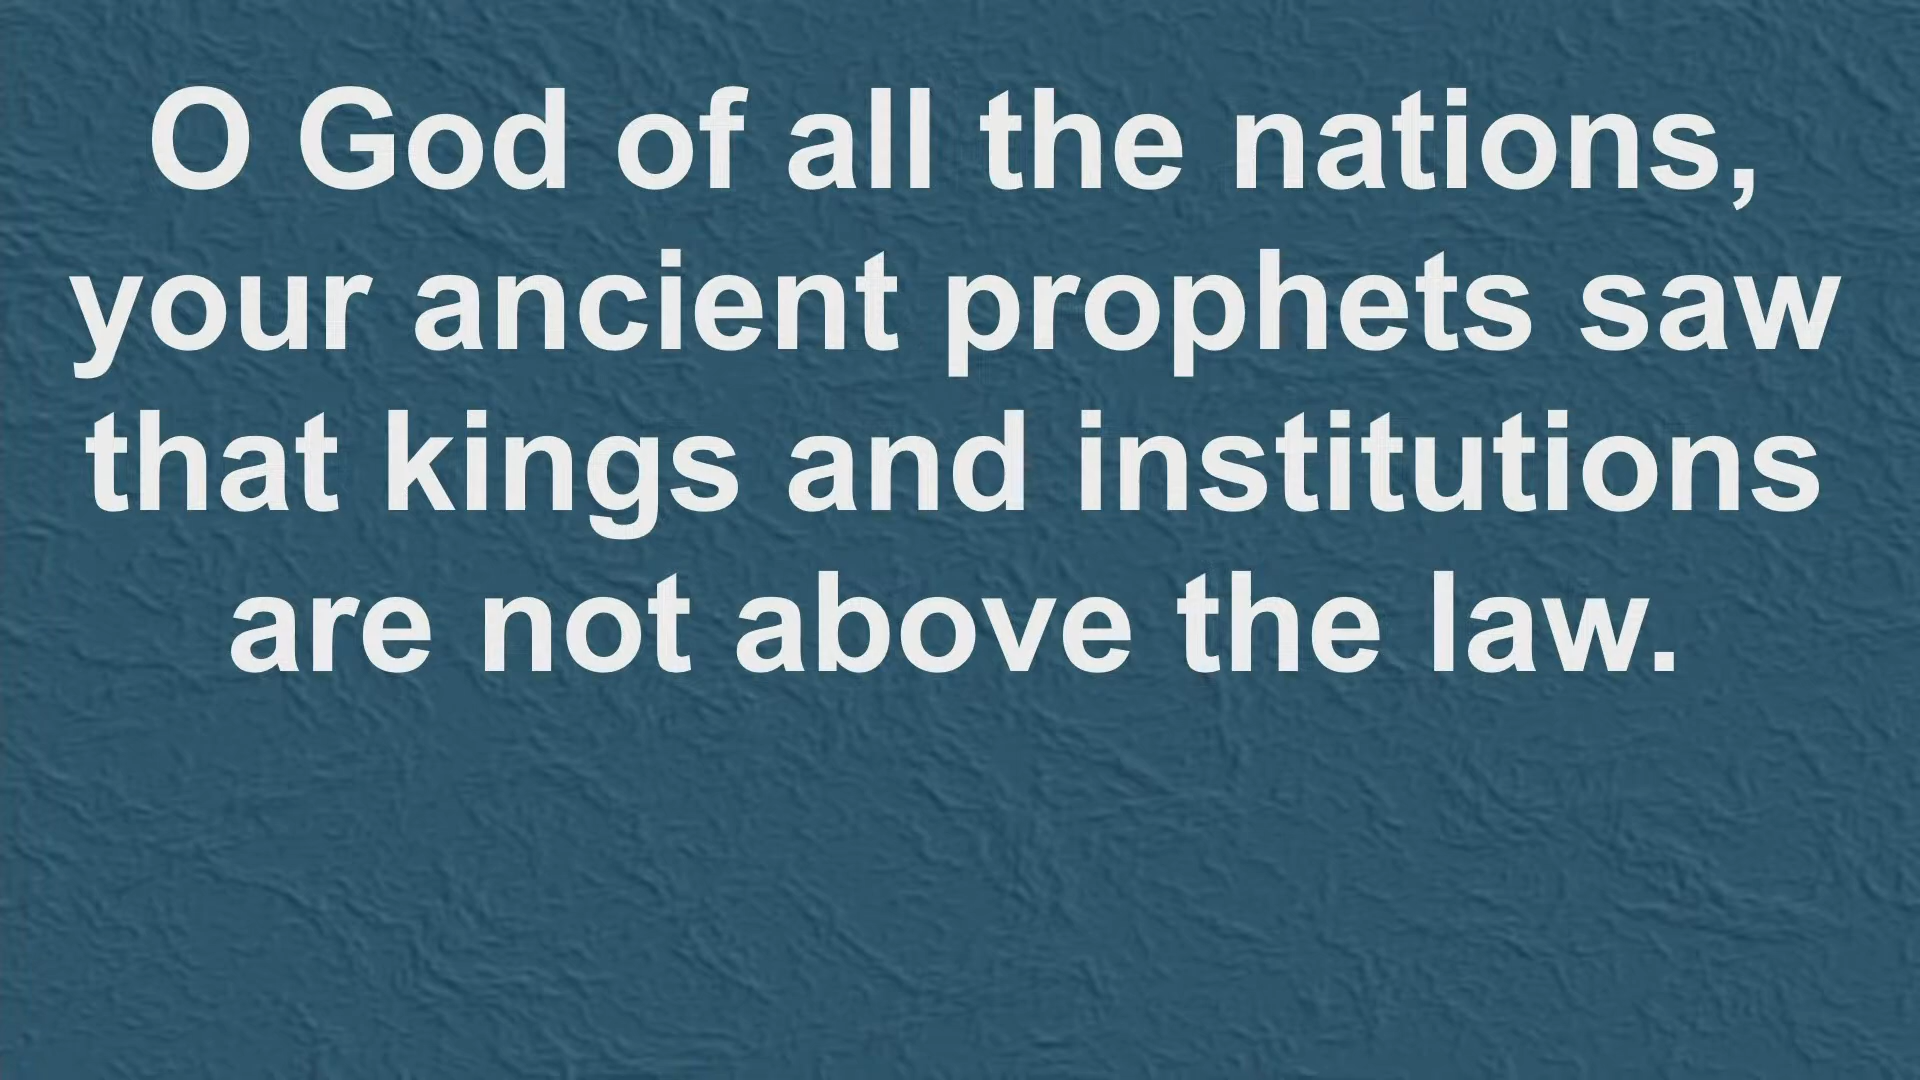 O God of all the nations,
your ancient prophets saw
that kings and institutions
are not above the law.